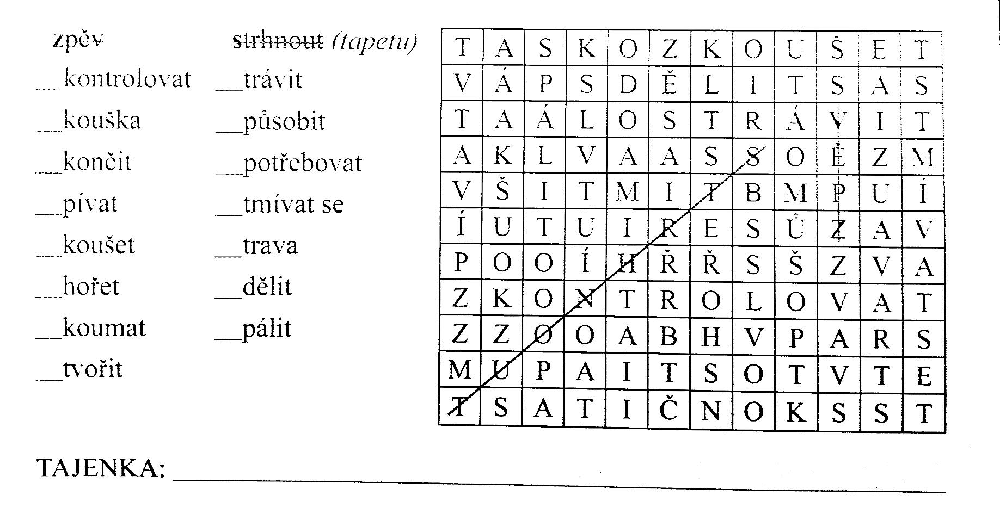 zpěv strhnout (tapetu)
__kontrolovat __trávit
__kouška __působit
__končit __potřebovat
__pívat __tmívat se
__koušet __trava
__hořet __dělit
__koumat __pálit
__tvořit
T A S K O Z K O U Š E T
V Á P S D Ě L I T S A S
T A Á L O S T R Á V I T
A K L V A A S S O Ě Z M
V Š I T M I T B M P U Í
Í U T U I R E S Ů Z A V
P O O Í H Ř Ř S Š Z V A
Z K O N T R O L O V A T
Z Z O O A B H V P A R S
M U P A I T S O T V T E
T S A T I Č N O K S S T
TAJENKA: